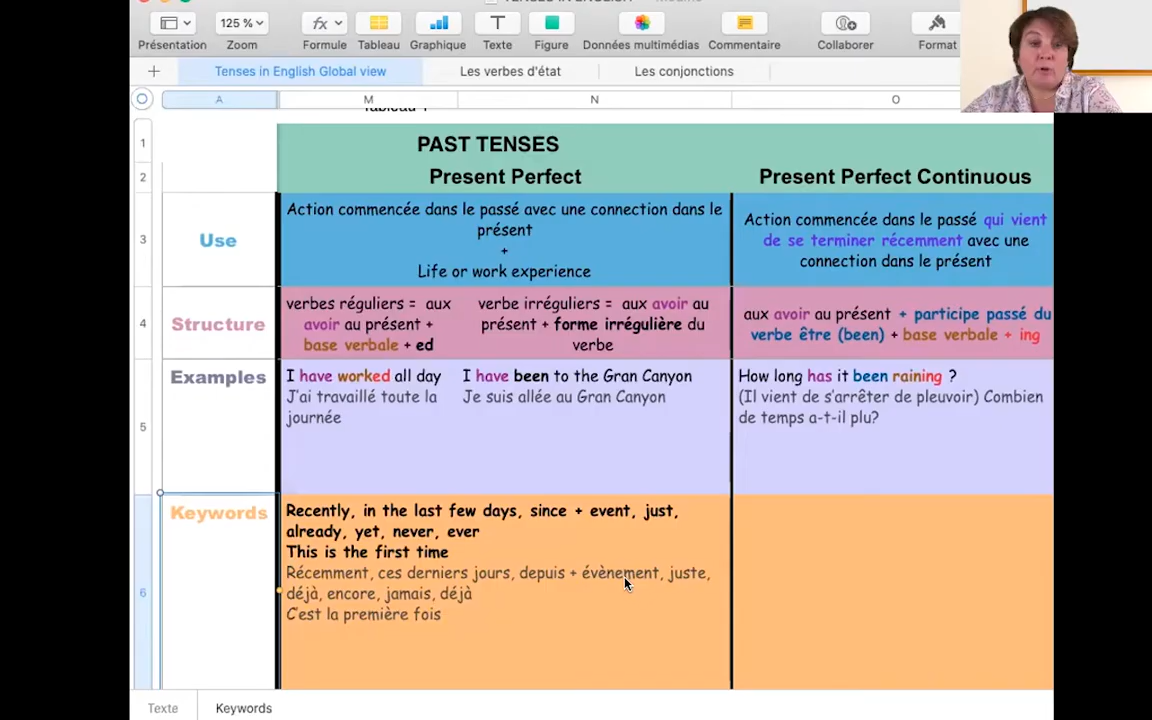 125 %
Présentation
Zoom
Formule
Tableau
Graphique
Texte
Figure
Données multimédias
Commentaire
Collaborer
Format
Tenses in English Global view
Les verbes d'état
Les conjonctions
A
M
N
O
1
PAST TENSES
2
Present Perfect
Present Perfect Continuous
3
Use
Action commencée dans le passé avec une connection dans le
présent
+
Life or work experience
Action commencée dans le passé qui vient
de se terminer récemment avec une
connection dans le présent
4
Structure
verbes réguliers = aux
avoir au présent +
base verbale + ed
verbe irréguliers = aux avoir au
présent + forme irrégulière du
verbe
aux avoir au présent + participe passé du
verbe être (been) + base verbale + ing
5
Examples
I have worked all day
J'ai travaillé toute la
journée
I have been to the Gran Canyon
Je suis allée au Gran Canyon
How long has it been raining ?
(Il vient de s'arrêter de pleuvoir) Combien
de temps a-t-il plu?
6
Keywords
Recently, in the last few days, since + event, just,
already, yet, never, ever
This is the first time
Récemment, ces derniers jours, depuis + évènement, juste,
déjà, encore, jamais, déjà
C'est la première fois
Texte
Keywords